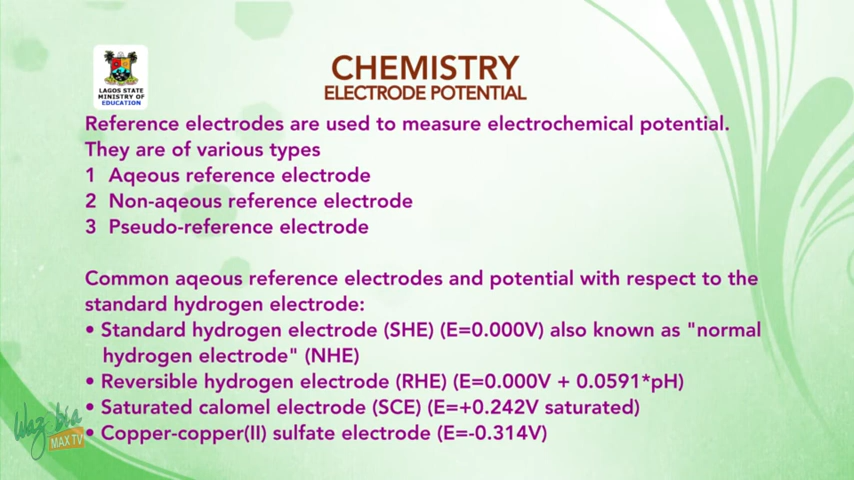 LAGOS STATE
MINISTRY OF
EDUCATION
CHEMISTRY
ELECTRODE POTENTIAL
Reference electrodes are used to measure electrochemical potential.
They are of various types
1 Aqeous reference electrode
2 Non-aqeous reference electrode
3 Pseudo-reference electrode
Common aqeous reference electrodes and potential with respect to the
standard hydrogen electrode:
• Standard hydrogen electrode (SHE) (E=0.000V) also known as "normal
hydrogen electrode" (NHE)
• Reversible hydrogen electrode (RHE) (E=0.000V + 0.0591*pH)
• Saturated calomel electrode (SCE) (E=+0.242V saturated)
• Copper-copper(II) sulfate electrode (E=-0.314V)
Wazobia
MAX TV